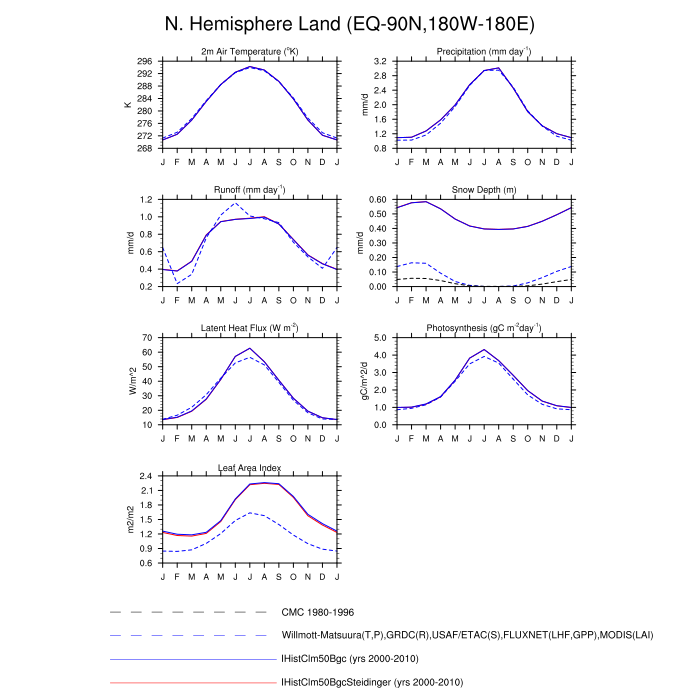 N. Hemisphere Land (EQ-90N,180W-180E)
2m Air Temperature (°K)
Precipitation (mm day⁻¹)
296
292
288
284
280
276
272
268
K
J F M A M J J A S O N D J
3.2
2.8
2.4
2.0
1.6
1.2
0.8
mm/d
J F M A M J J A S O N D J
Runoff (mm day⁻¹)
Snow Depth (m)
1.2
1.0
0.8
0.6
0.4
0.2
mm/d
J F M A M J J A S O N D J
0.60
0.50
0.40
0.30
0.20
0.10
0.00
mm/d
J F M A M J J A S O N D J
Latent Heat Flux (W m⁻²)
Photosynthesis (gC m⁻²day⁻¹)
70
60
50
40
30
20
10
W/m^2
J F M A M J J A S O N D J
5.0
4.0
3.0
2.0
1.0
0.0
gC/m^2/d
J F M A M J J A S O N D J
Leaf Area Index
2.4
2.1
1.8
1.5
1.2
0.9
0.6
m2/m2
J F M A M J J A S O N D J
CMC 1980-1996
Willmott-Matsuura(T,P),GRDC(R),USAF/ETAC(S),FLUXNET(LHF,GPP),MODIS(LAI)
IHistClm50Bgc (yrs 2000-2010)
IHistClm50BgcSteidinger (yrs 2000-2010)